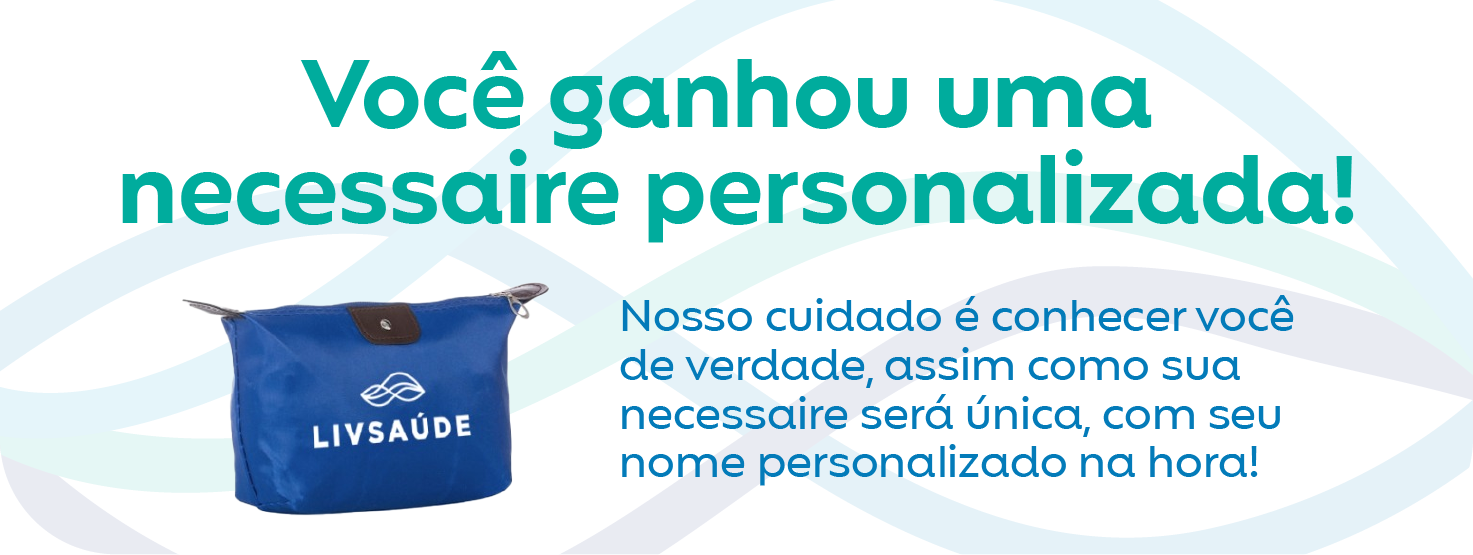 Você ganhou uma
necessaire personalizada!
Nosso cuidado é conhecer você
de verdade, assim como sua
necessaire será única, com seu
nome personalizado na hora!
LIVSAÚDE